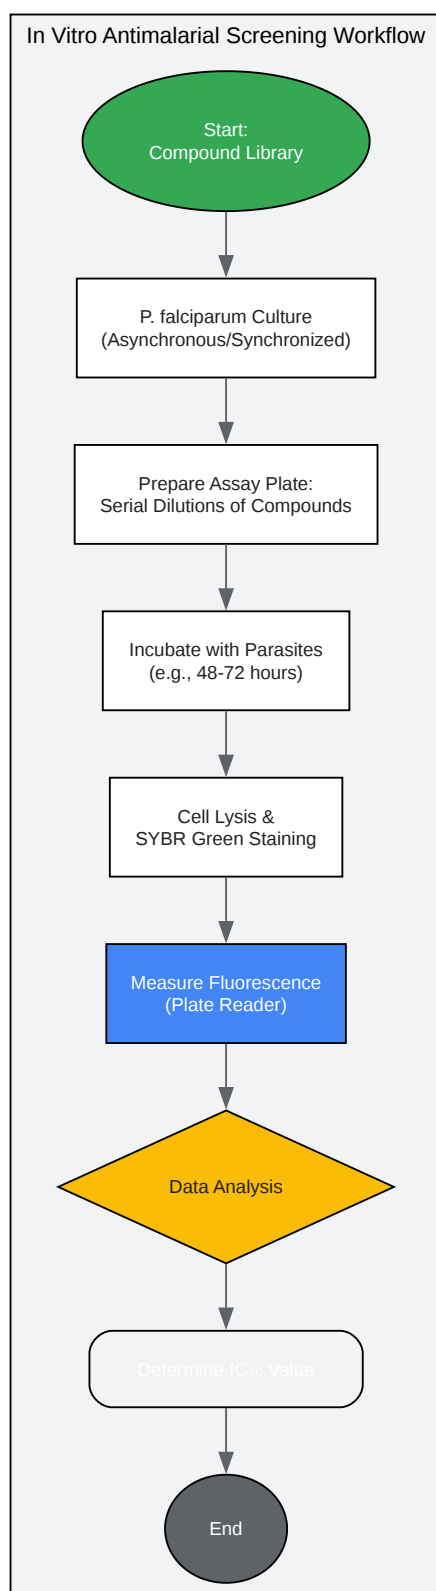 In Vitro Antimalarial Screening Workflow
Start:
Compound Library
P. falciparum Culture
(Asynchronous/Synchronized)
Prepare Assay Plate:
Serial Dilutions of Compounds
Incubate with Parasites
(e.g., 48-72 hours)
Cell Lysis &
SYBR Green Staining
Measure Fluorescence
(Plate Reader)
Data Analysis
Determine IC₅₀ Value
End